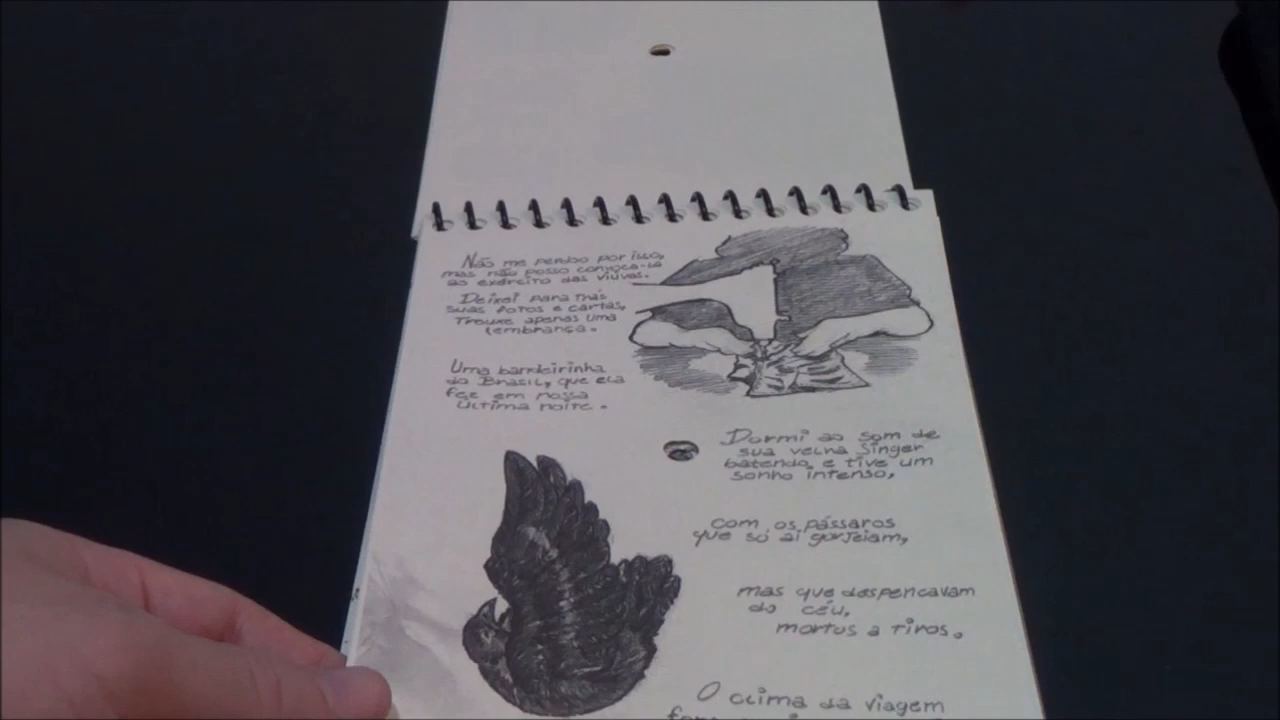 Não me perdoo por isso,
mas não posso convocá-la
ao exército das viúvas.
Deixei para trás
suas fotos e cartas,
Trouxe apenas uma
lembrança.
Uma bandeirinha
do Brasil, que ela
fez em nossa
última noite.
Dormi ao som de
sua velha Singer
batendo, e tive um
sonho intenso,
com os pássaros
que só aí gorjeiam,
mas que despencavam
do céu,
mortos a tiros.
O clima da viagem